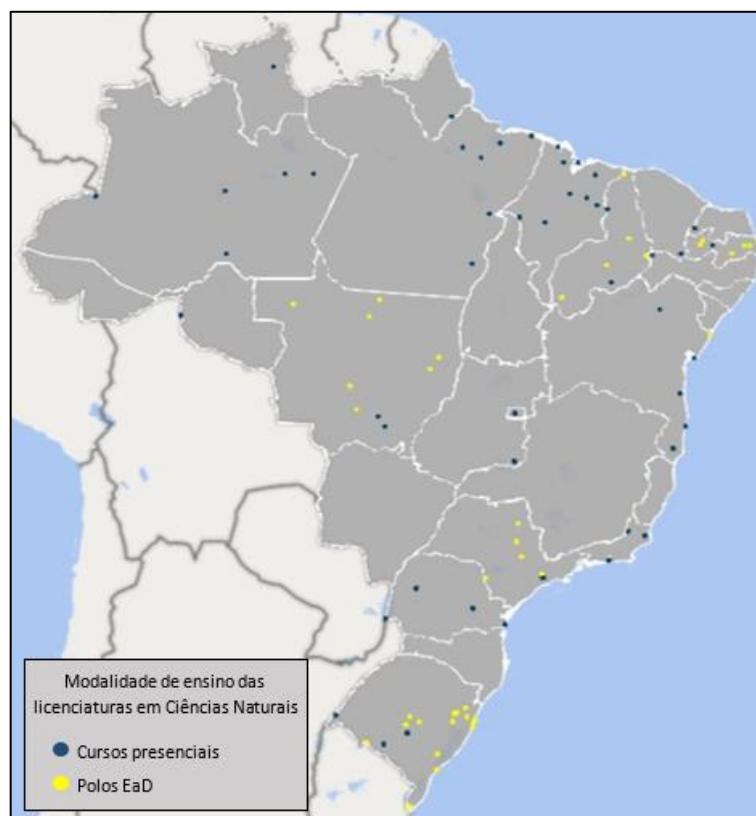 Modalidade de ensino das
licenciaturas em Ciências Naturais
Cursos presenciais
Polos EaD